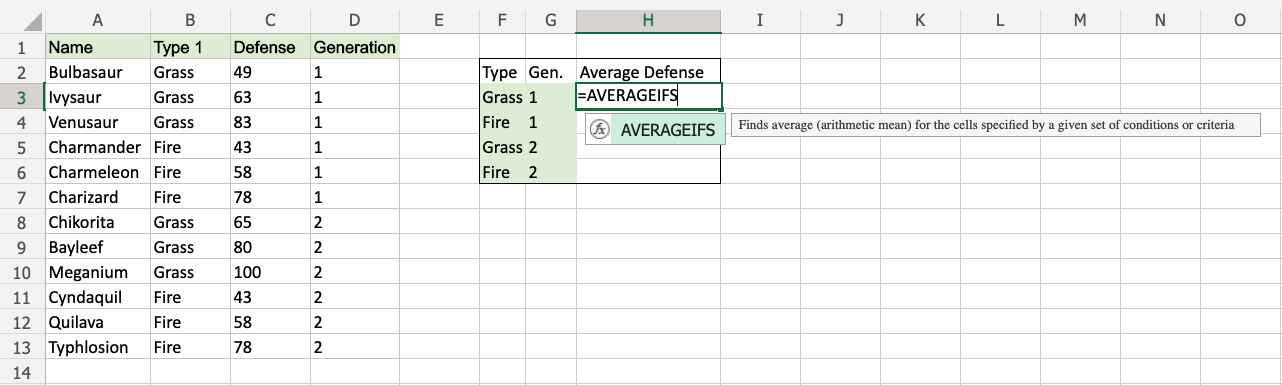 A B C D E F G H I J K L M N O
1 Name Type 1 Defense Generation
2 Bulbasaur Grass 49 1 Type Gen. Average Defense
3 Ivysaur Grass 63 1 Grass 1 =AVERAGEIFS
4 Venusaur Grass 83 1 Fire 1 fx AVERAGEIFS Finds average (arithmetic mean) for the cells specified by a given set of conditions or criteria
5 Charmander Fire 43 1 Grass 2
6 Charmeleon Fire 58 1 Fire 2
7 Charizard Fire 78 1
8 Chikorita Grass 65 2
9 Bayleef Grass 80 2
10 Meganium Grass 100 2
11 Cyndaquil Fire 43 2
12 Quilava Fire 58 2
13 Typhlosion Fire 78 2
14